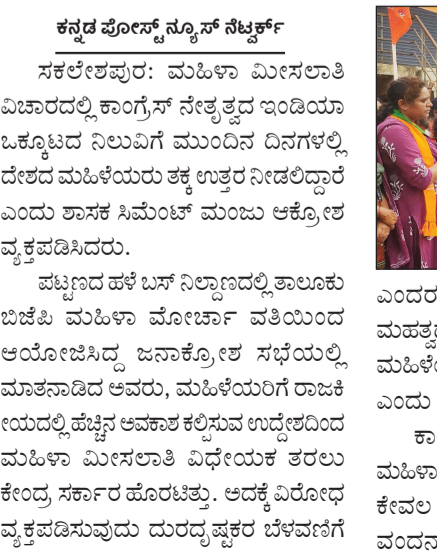 ಕನ್ನಡ ಪೋಸ್ಟ್ ನ್ಯೂಸ್ ನೆಟ್ವರ್ಕ್
ಸಕಲೇಶಪುರ: ಮಹಿಳಾ ಮೀಸಲಾತಿ
ವಿಚಾರದಲ್ಲಿ ಕಾಂಗ್ರೆಸ್ ನೇತೃತ್ವದ ಇಂಡಿಯಾ
ಒಕ್ಕೂಟದ ನಿಲುವಿಗೆ ಮುಂದಿನ ದಿನಗಳಲ್ಲಿ
ದೇಶದ ಮಹಿಳೆಯರು ತಕ್ಕ ಉತ್ತರ ನೀಡಲಿದ್ದಾರೆ
ಎಂದು ಶಾಸಕ ಸಿಮೆಂಟ್ ಮಂಜು ಆಕ್ರೋಶ
ವ್ಯಕ್ತಪಡಿಸಿದರು.
ಪಟ್ಟಣದ ಹಳೆ ಬಸ್ ನಿಲ್ದಾಣದಲ್ಲಿ ತಾಲೂಕು
ಬಿಜೆಪಿ ಮಹಿಳಾ ಮೋರ್ಚಾ ವತಿಯಿಂದ
ಆಯೋಜಿಸಿದ್ದ ಜನಾಕ್ರೋಶ ಸಭೆಯಲ್ಲಿ
ಮಾತನಾಡಿದ ಅವರು, ಮಹಿಳೆಯರಿಗೆ ರಾಜಕಿ
ೀಯದಲ್ಲಿ ಹೆಚ್ಚಿನ ಅವಕಾಶ ಕಲ್ಪಿಸುವ ಉದ್ದೇಶದಿಂದ
ಮಹಿಳಾ ಮೀಸಲಾತಿ ವಿಧೇಯಕ ತರಲು
ಕೇಂದ್ರ ಸರ್ಕಾರ ಹೊರಟಿತ್ತು. ಅದಕ್ಕೆ ವಿರೋಧ
ವ್ಯಕ್ತಪಡಿಸುವುದು ದುರದೃಷ್ಟಕರ ಬೆಳವಣಿಗೆ
ಎಂದರ
ಮಹತ್ವದ
ಎಂದು
ಮಹಿಳಾ
ಕೇವಲ